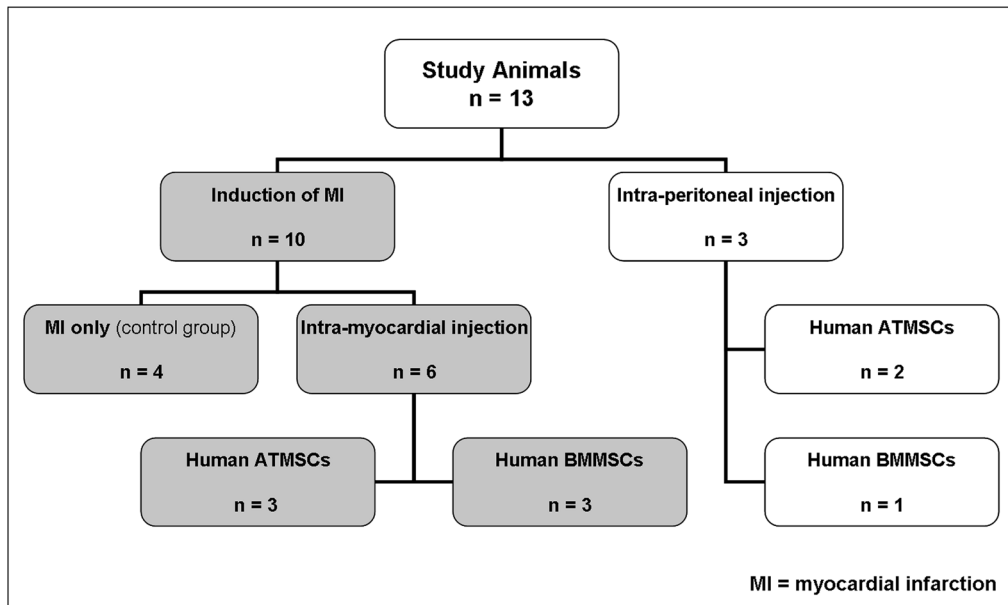 Study Animals
n = 13
Induction of MI
n = 10
Intra-peritoneal injection
n = 3
MI only (control group)
n = 4
Intra-myocardial injection
n = 6
Human ATMSCs
n = 2
Human ATMSCs
n = 3
Human BMMSCs
n = 3
Human BMMSCs
n = 1
MI = myocardial infarction